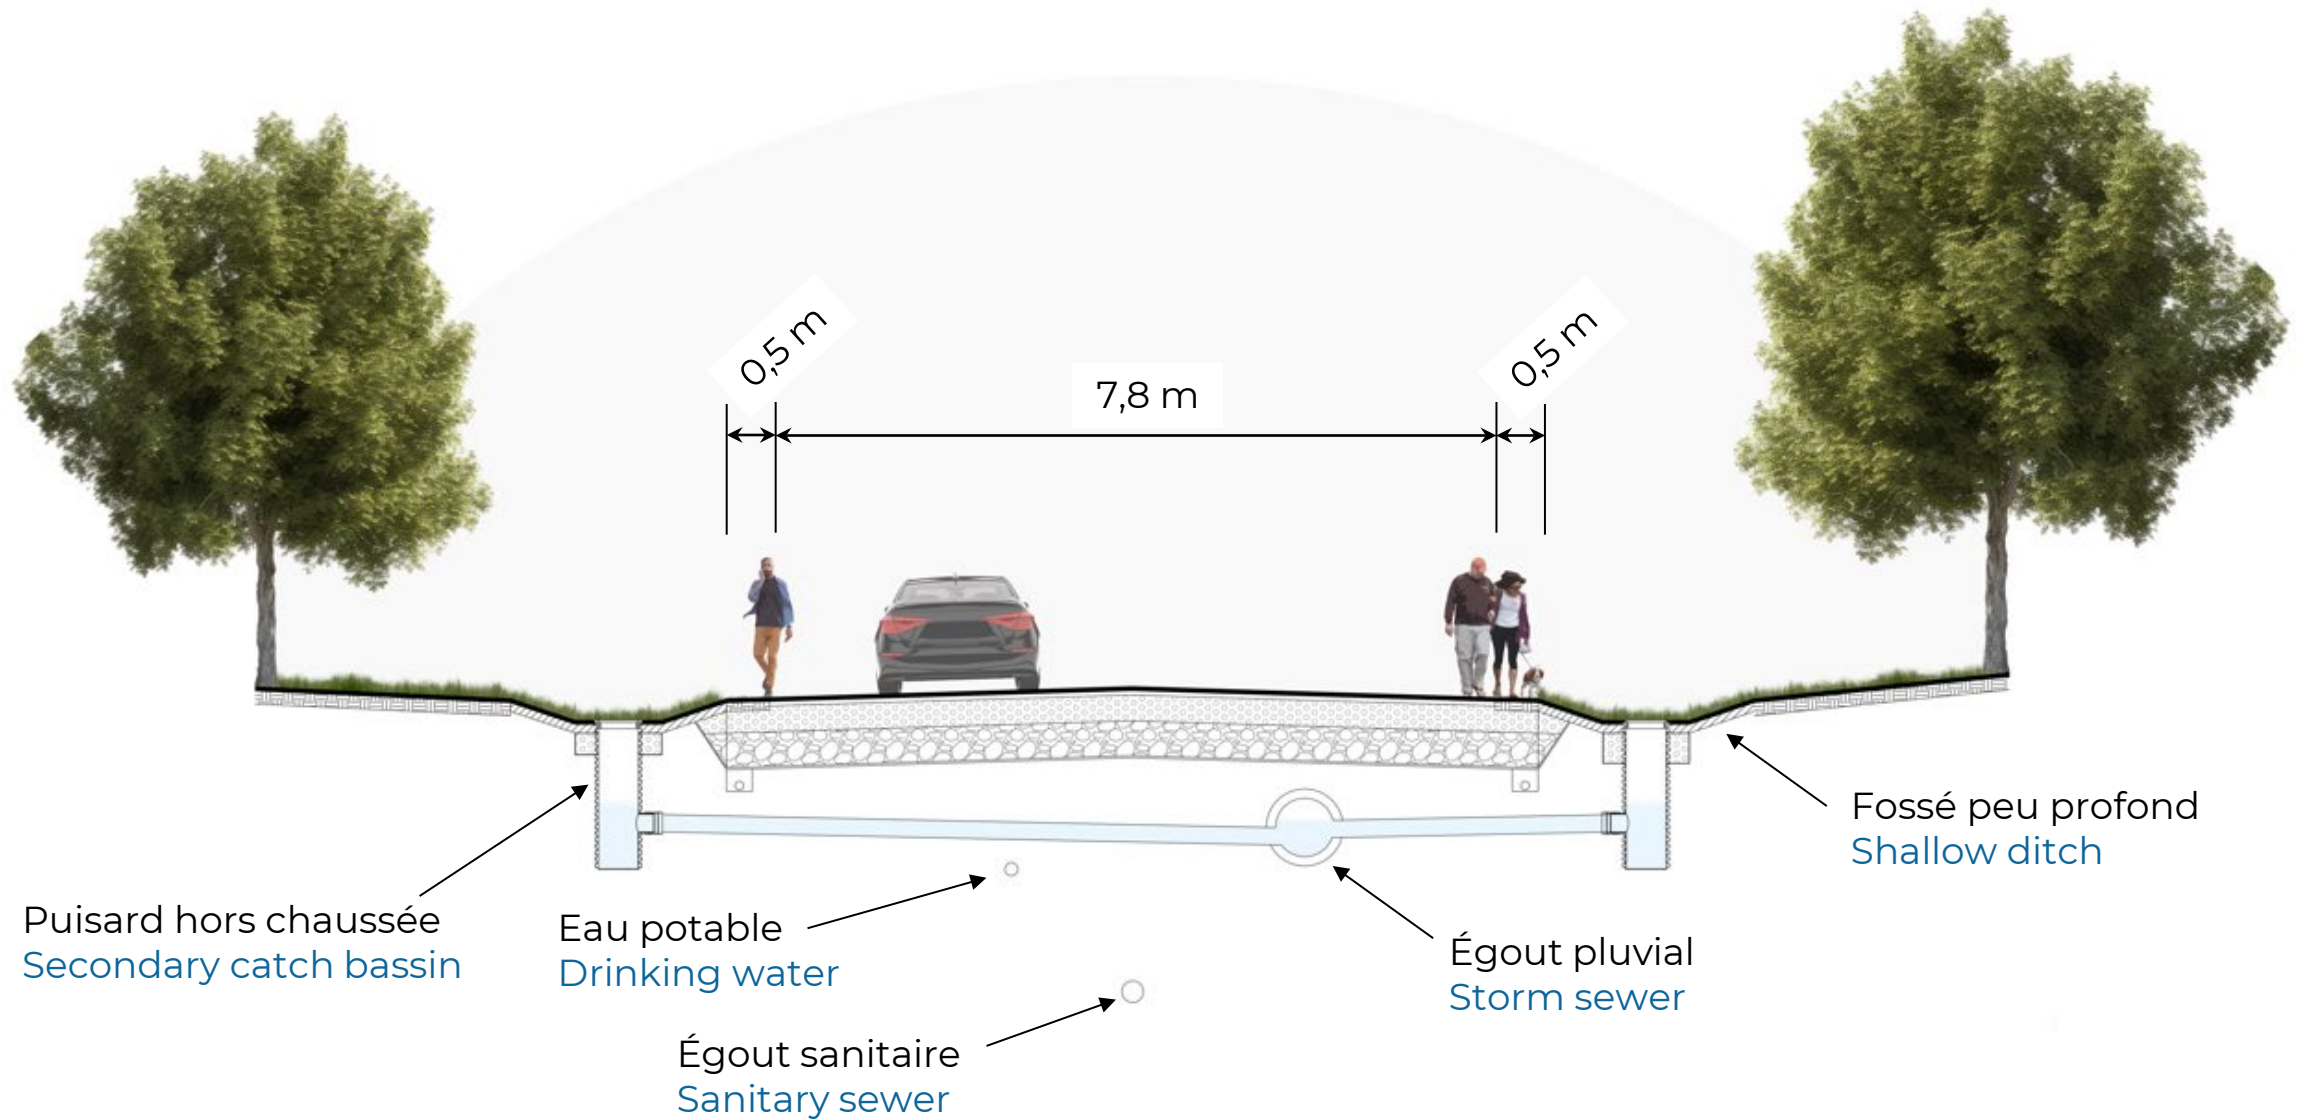 0,5 m
7,8 m
0,5 m
Fossé peu profond
Shallow ditch
Puisard hors chaussée
Secondary catch bassin
Eau potable
Drinking water
Égout pluvial
Storm sewer
Égout sanitaire
Sanitary sewer